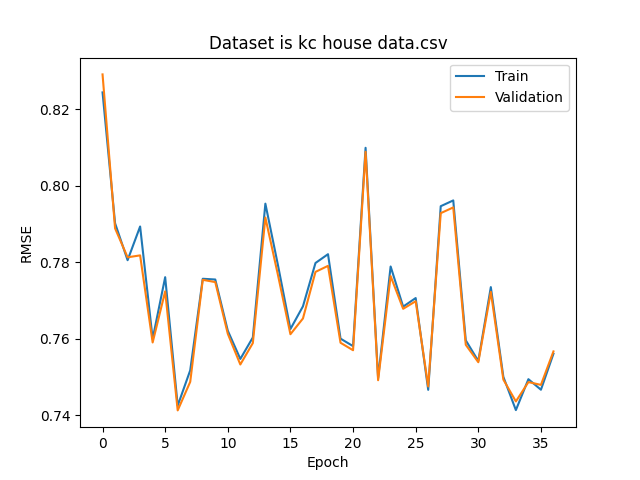 Dataset is kc house data.csv
Train
Validation
RMSE
0.82
0.80
0.78
0.76
0.74
0 5 10 15 20 25 30 35
Epoch